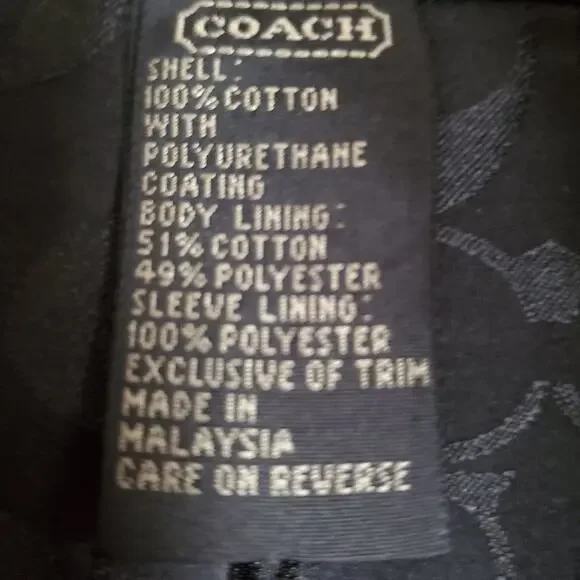 COACH
SHELL:
100% COTTON
WITH
POLYURETHANE
COATING
BODY LINING:
51% COTTON
49% POLYESTER
SLEEVE LINING:
100% POLYESTER
EXCLUSIVE OF TRIM
MADE IN
MALAYSIA
CARE ON REVERSE